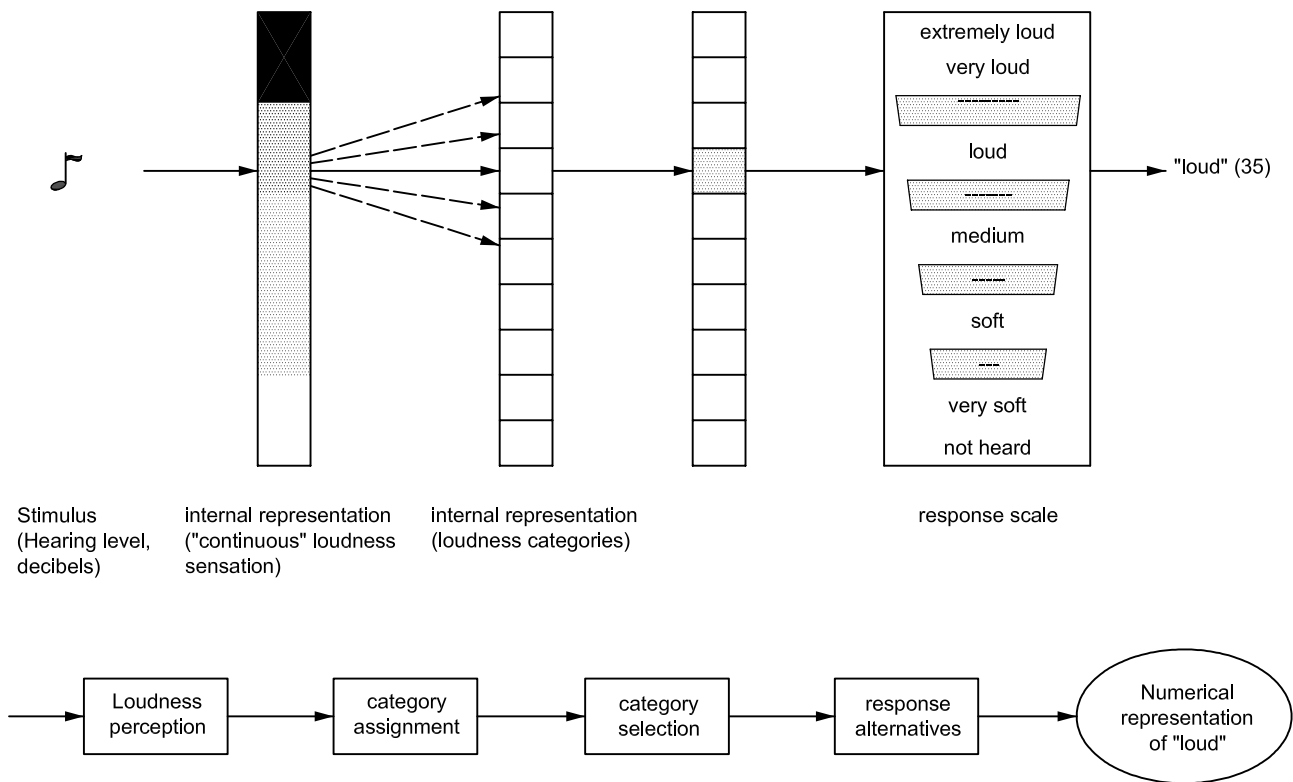 extremely loud
very loud
---------
loud
-------
medium
-----
soft
---
very soft
not heard
"loud" (35)
Stimulus
(Hearing level,
decibels)
internal representation
("continuous" loudness
sensation)
internal representation
(loudness categories)
response scale
Loudness
perception
category
assignment
category
selection
response
alternatives
Numerical
representation
of "loud"